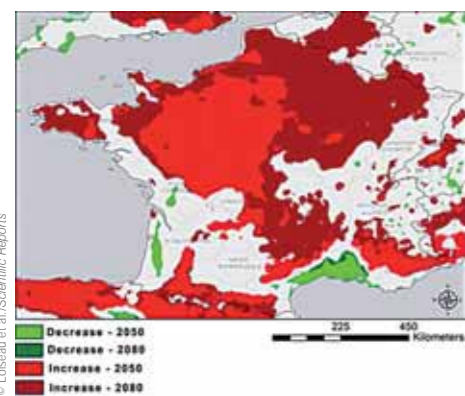 © Loiseau et al./Scientific Reports
Decrease - 2050
Decrease - 2080
Increase - 2050
Increase - 2080
225 450
Kilometers